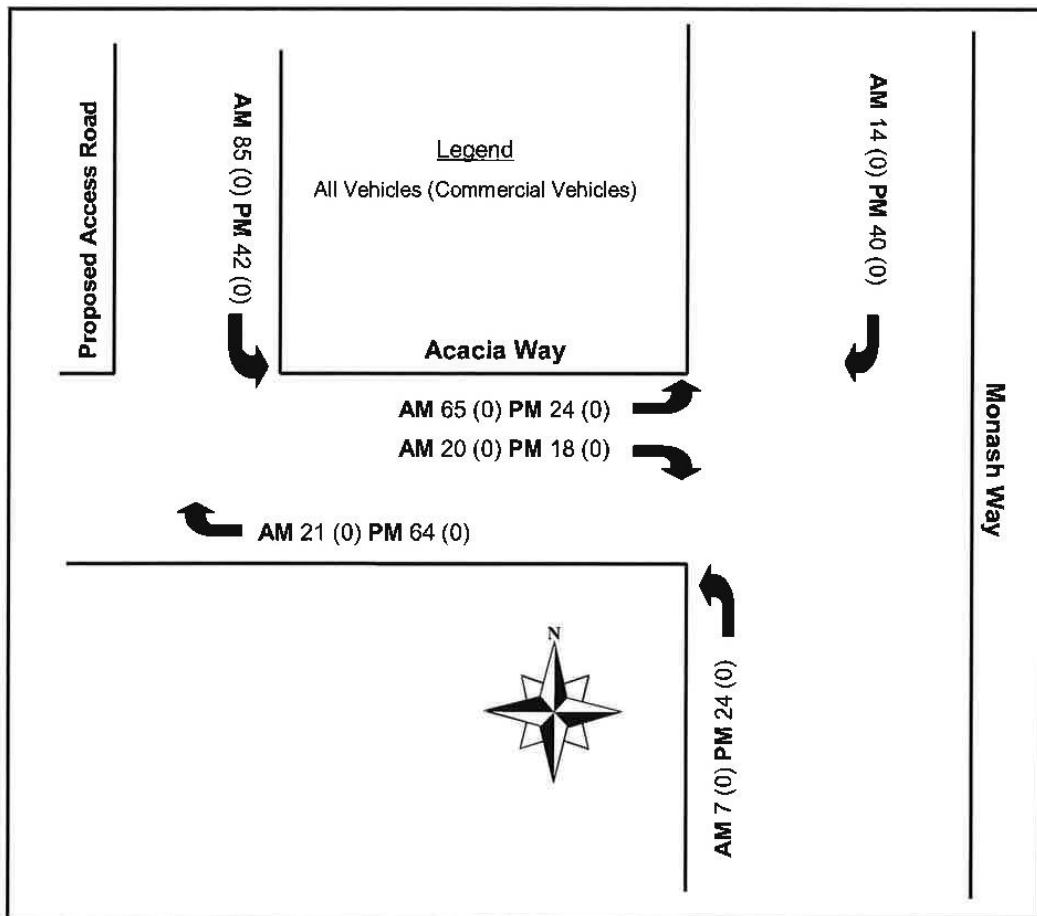 Proposed Access Road
AM 85 (0) PM 42 (0)
Legend
All Vehicles (Commercial Vehicles)
AM 14 (0) PM 40 (0)
Acacia Way
AM 65 (0) PM 24 (0)
AM 20 (0) PM 18 (0)
Monash Way
AM 21 (0) PM 64 (0)
N
AM 7 (0) PM 24 (0)